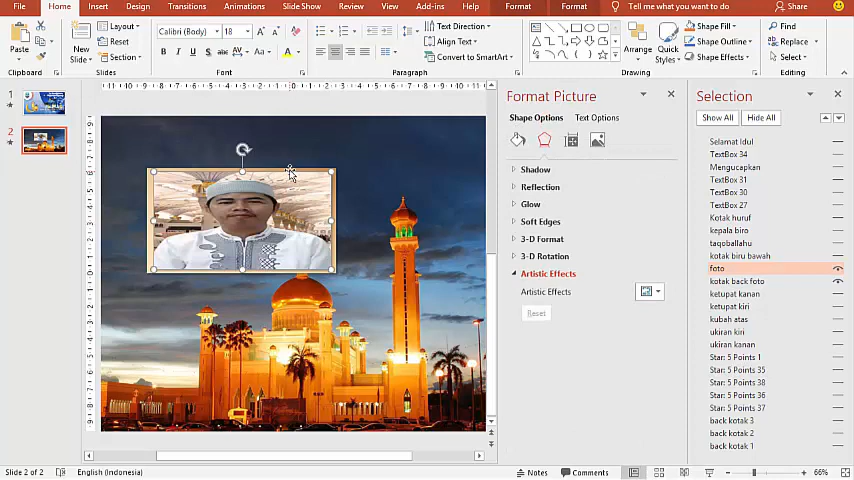 File Home Insert Design Transitions Animations Slide Show Review View Add-ins Help Format Format Tell me what you want to do Share
Paste
New Slide
Layout
Reset
Section
Calibri (Body) 18
Text Direction
Align Text
Convert to SmartArt
Arrange
Quick Styles
Shape Fill
Shape Outline
Shape Effects
Find
Replace
Select
Clipboard Slides Font Paragraph Drawing Editing
1
2
Format Picture
Shape Options Text Options
Shadow
Reflection
Glow
Soft Edges
3-D Format
3-D Rotation
Artistic Effects
Artistic Effects
Reset
Selection
Show All Hide All
Selamat Idul
TextBox 34
Mengucapkan
TextBox 31
TextBox 30
TextBox 27
Kotak huruf
kepala biro
taqoballahu
kotak biru bawah
foto
kotak back foto
ketupat kanan
ketupat kiri
kubah atas
ukiran kiri
ukiran kanan
Star: 5 Points 1
Star: 5 Points 35
Star: 5 Points 38
Star: 5 Points 36
Star: 5 Points 37
back kotak 3
back kotak 2
back kotak 1
Slide 2 of 2 English (Indonesia) Notes Comments 66%